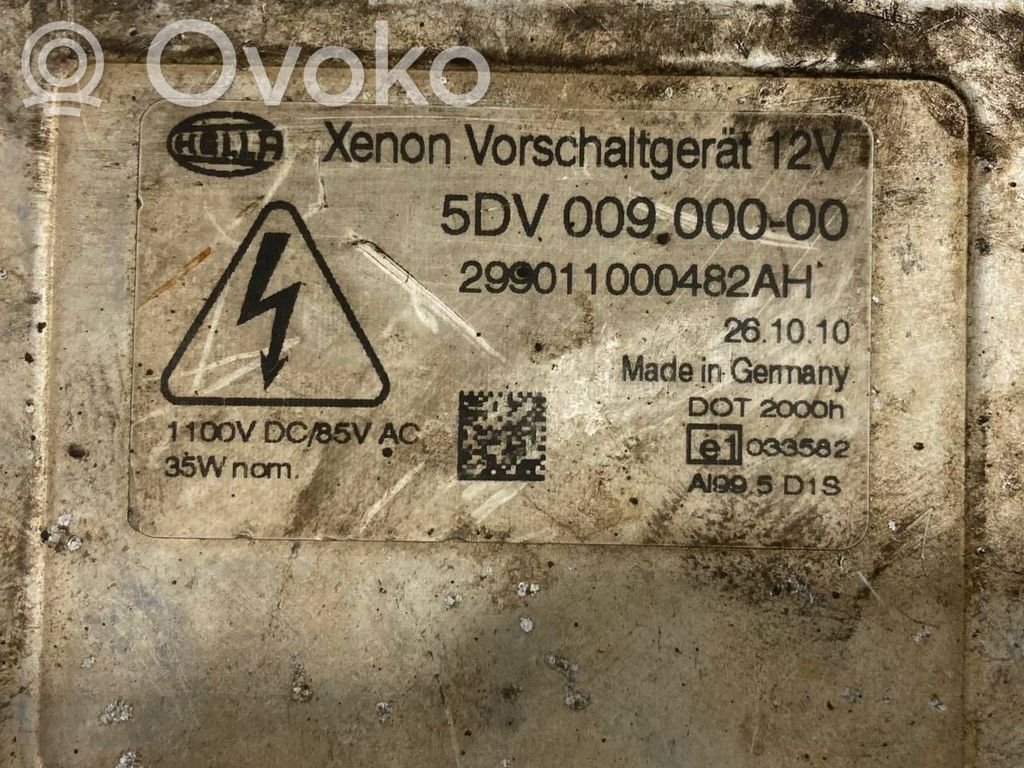 Ovoko
HELLA
Xenon Vorschaltgerät 12V
5DV 009.000-00
299011000482AH
26.10.10
Made in Germany
DOT 2000h
e1 033582
Al99.5 D1S
1100V DC/85V AC
35W nom.